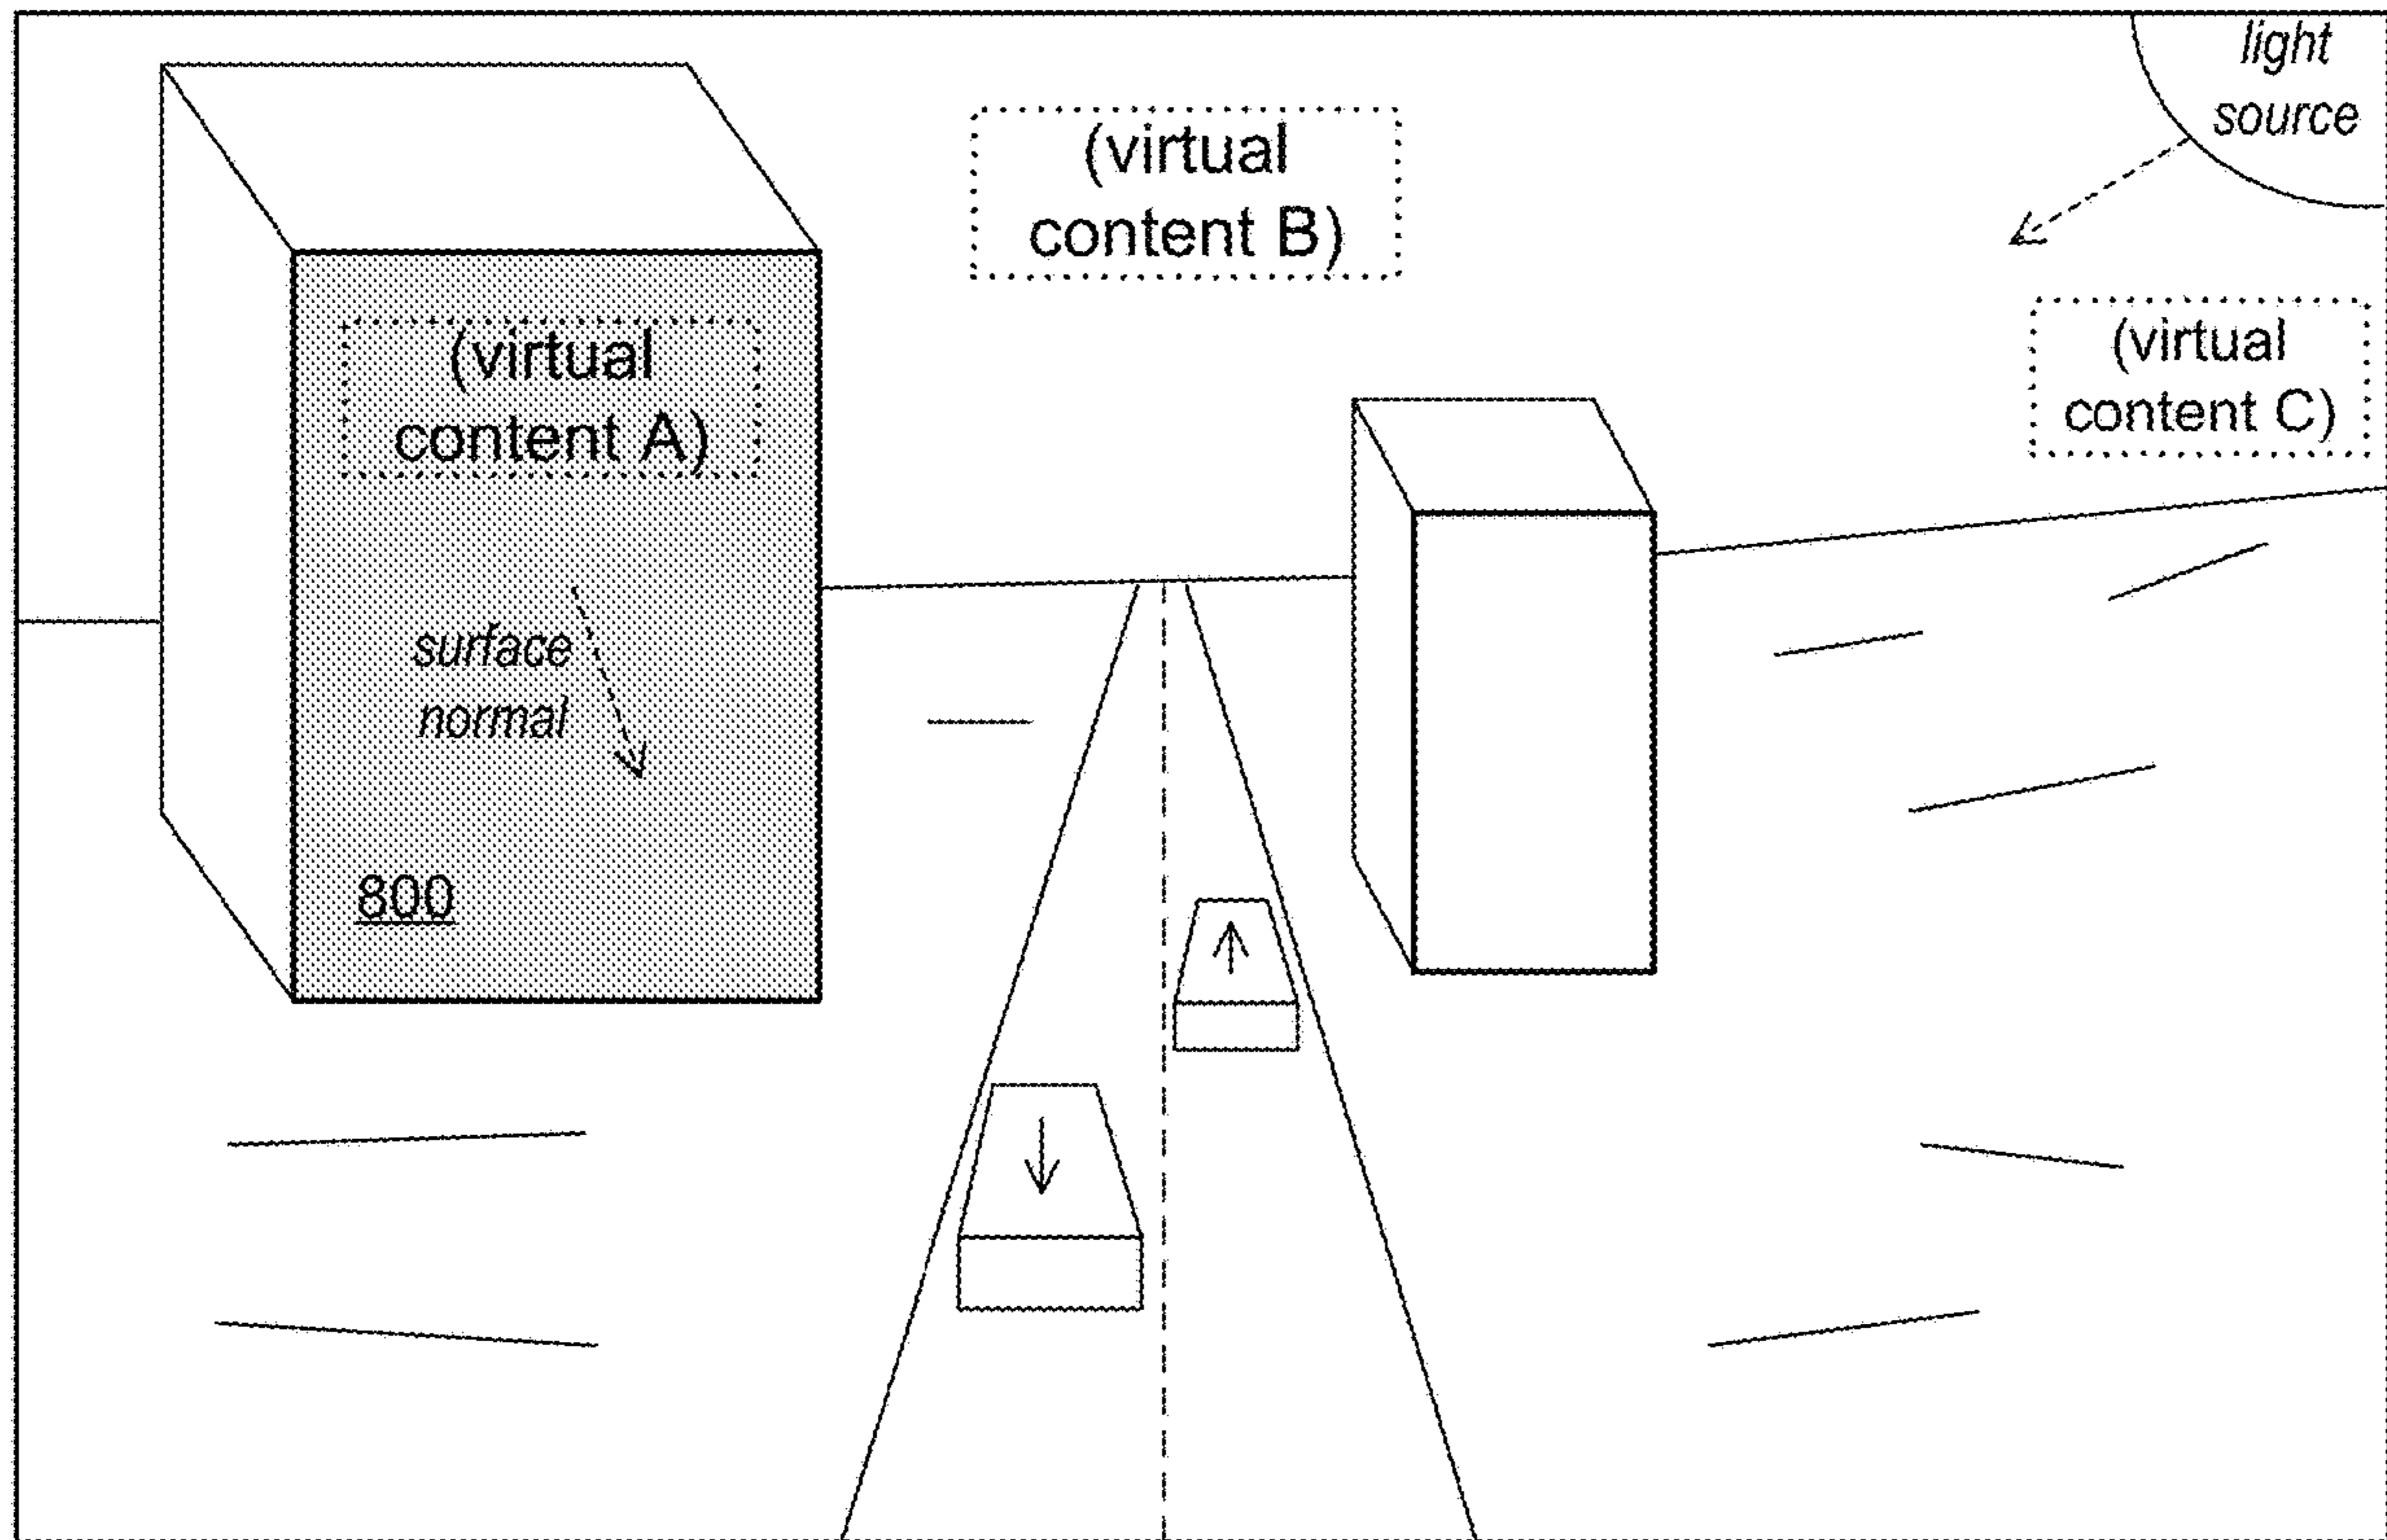 light
source
(virtual
content B)
(virtual
content C)
(virtual
content A)
surface
normal
800